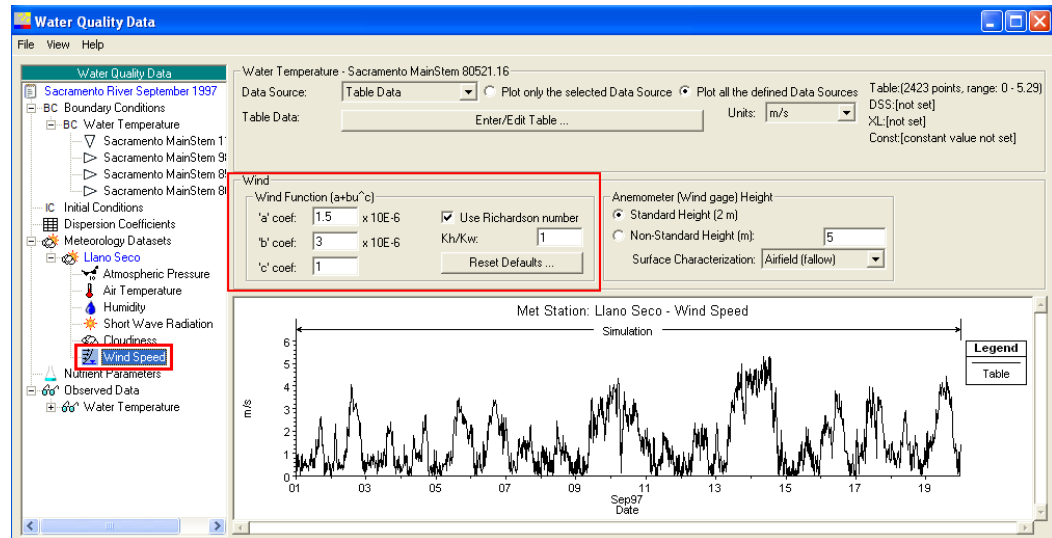 Water Quality Data
File View Help
Water Quality Data
Sacramento River September 1997
BC Boundary Conditions
BC Water Temperature
Sacramento MainStem 1
Sacramento MainStem 9
Sacramento MainStem 8
Sacramento MainStem 8
IC Initial Conditions
Dispersion Coefficients
Meteorology Datasets
Llano Seco
Atmospheric Pressure
Air Temperature
Humidity
Short Wave Radiation
Cloudiness
Wind Speed
Nutrient Parameters
Observed Data
Water Temperature
Water Temperature - Sacramento MainStem 80521.16
Data Source: Table Data Plot only the selected Data Source Plot all the defined Data Sources
Table Data: Enter/Edit Table ... Units: m/s
Table:(2423 points, range: 0 - 5.29)
DSS:[not set]
XL:[not set]
Const:[constant value not set]
Wind
Wind Function (a+bu^c)
'a' coef: 1.5 x 10E-6 Use Richardson number
'b' coef: 3 x 10E-6 Kh/Kw: 1
'c' coef: 1 Reset Defaults ...
Anemometer (Wind gage) Height
Standard Height (2 m)
Non-Standard Height (m): 5
Surface Characterization: Airfield (fallow)
Met Station: Llano Seco - Wind Speed
Simulation
Legend
Table
6
5
4
3
2
1
0
m/s
01 03 05 07 09 11 13 15 17 19
Sep97
Date